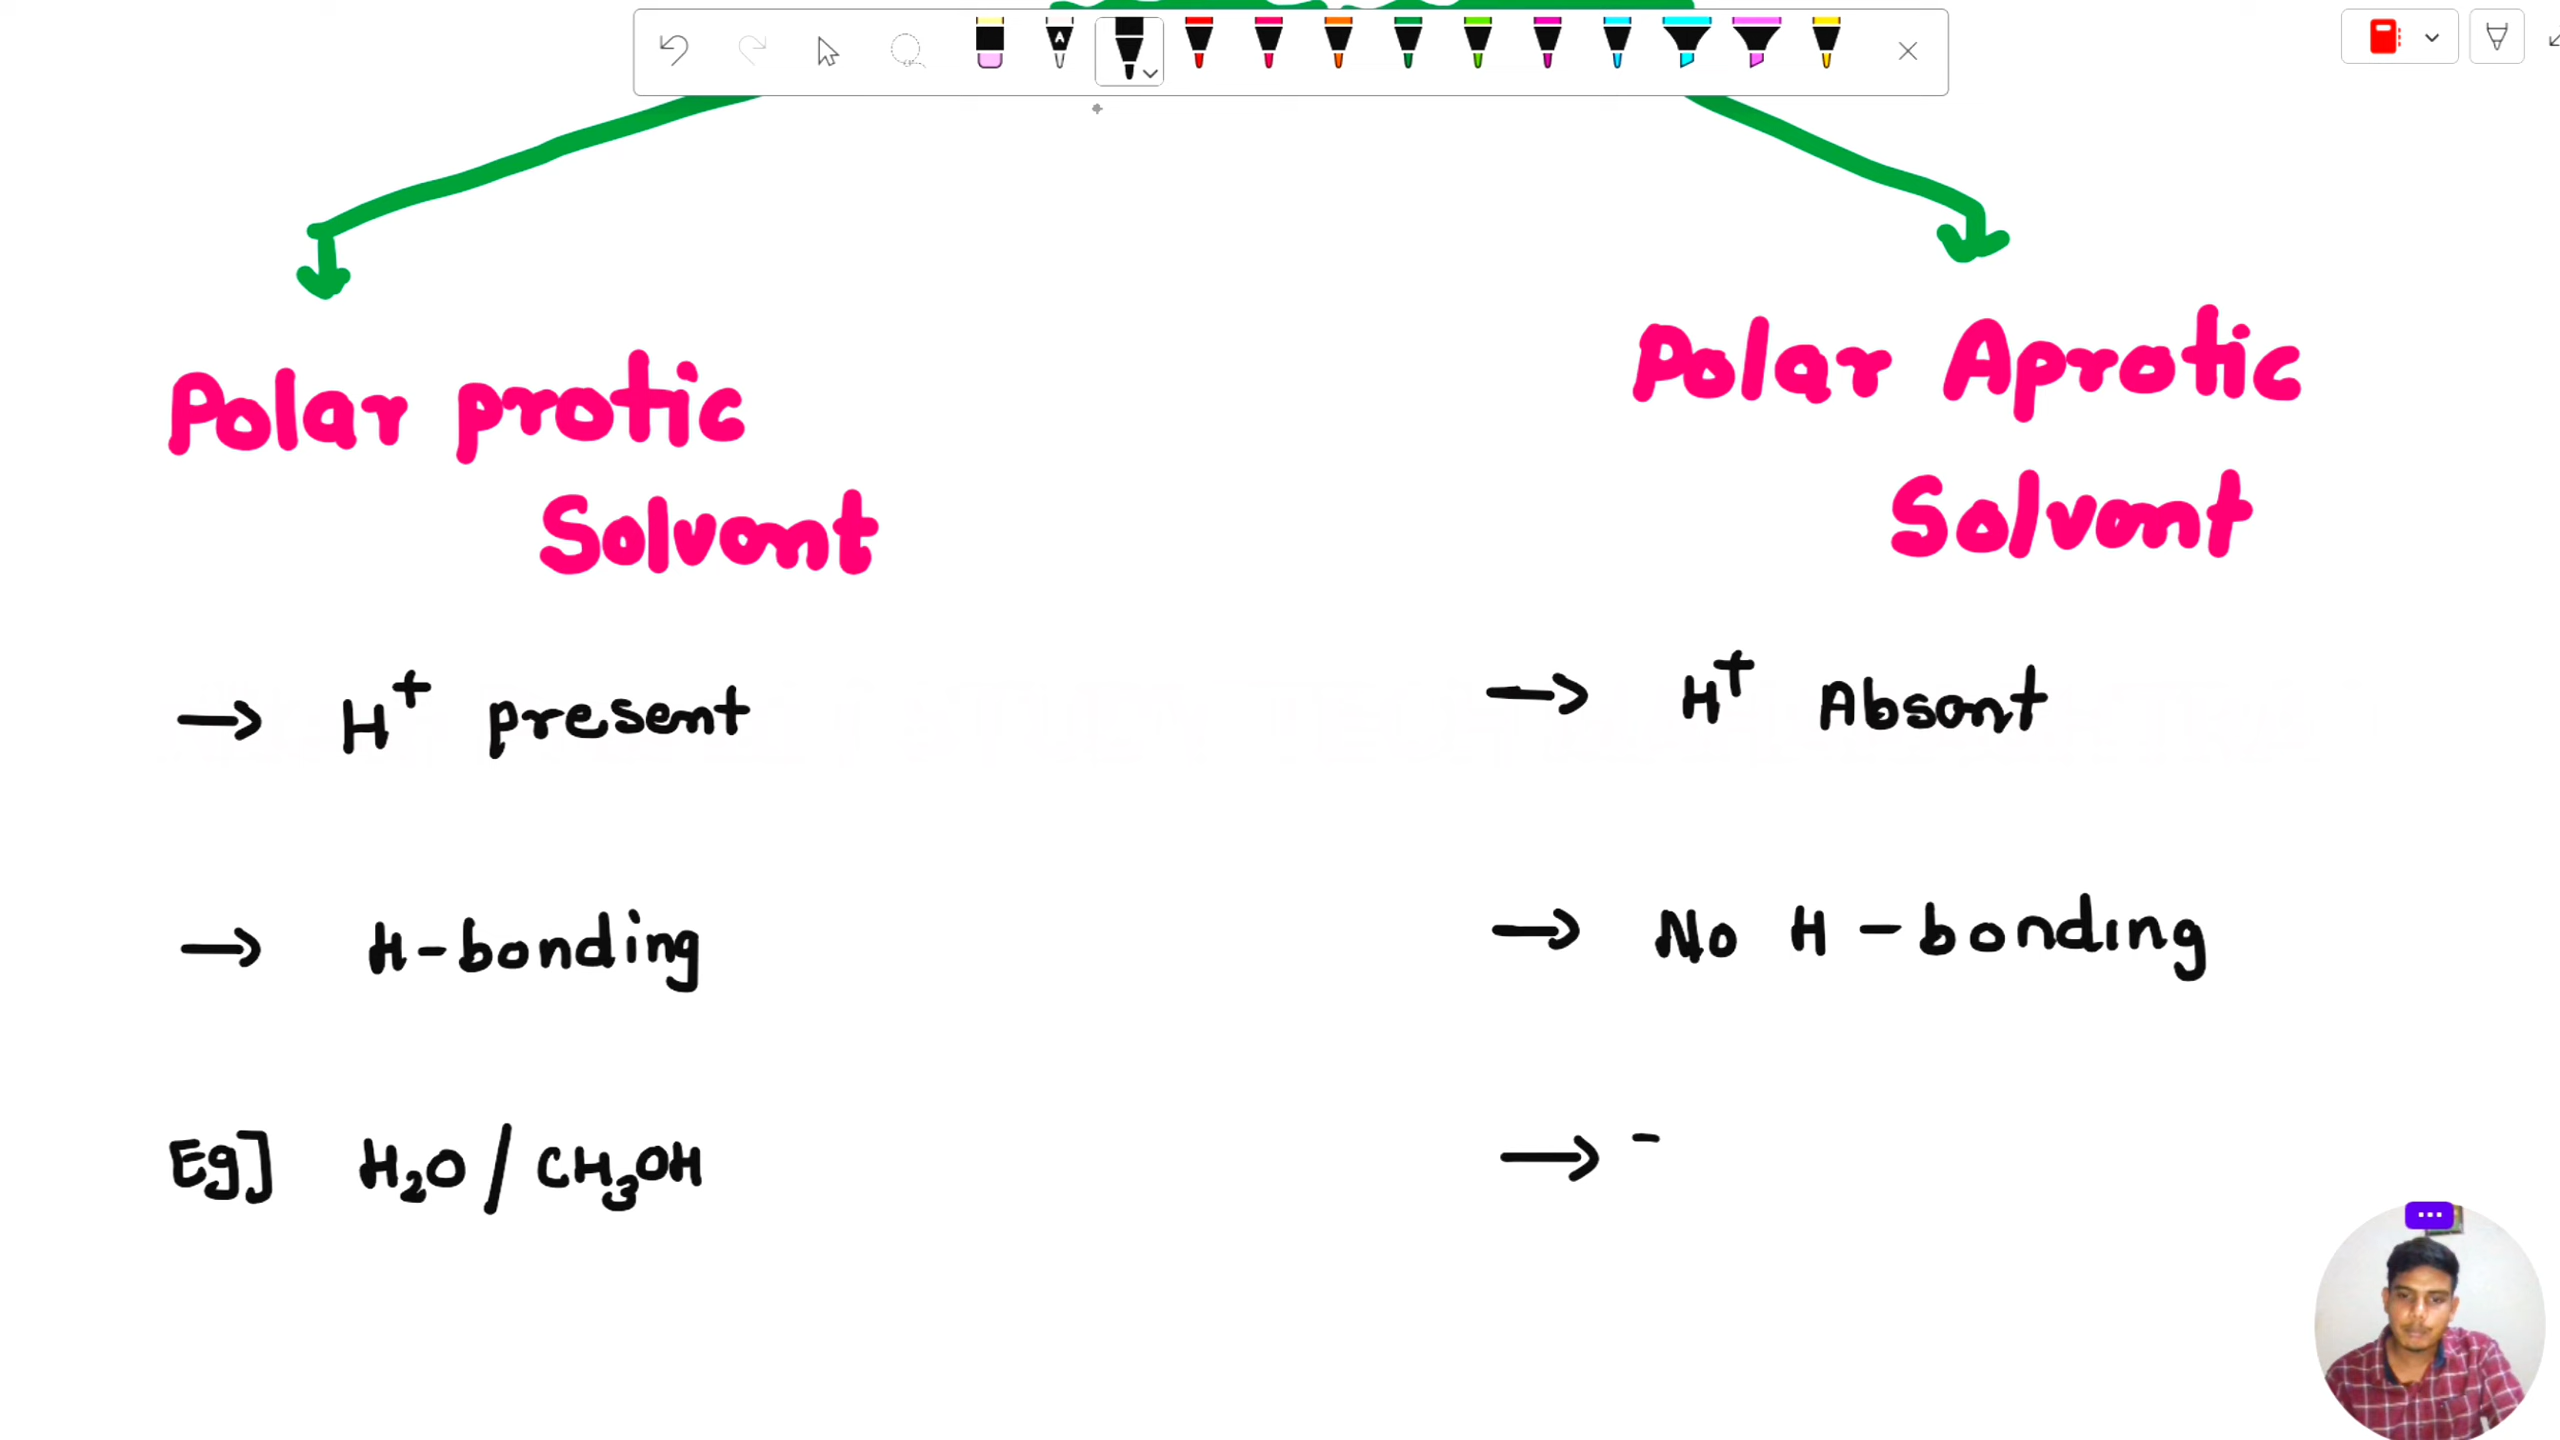 Polar protic
Solvent
→ H⁺ present
→ H-bonding
Eg] H₂O / CH₃OH
Polar Aprotic
Solvent
→ H⁺ Absent
→ No H-bonding
→ -